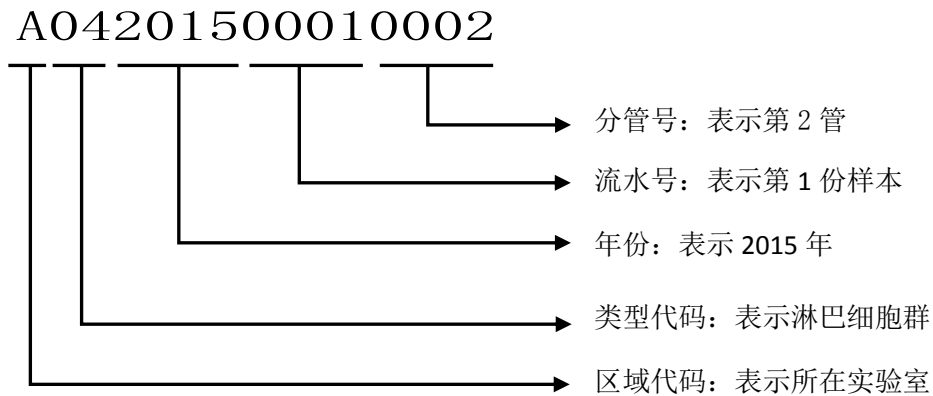 A04201500010002
分管号：表示第 2 管
流水号：表示第 1 份样本
年份：表示 2015 年
类型代码：表示淋巴细胞群
区域代码：表示所在实验室